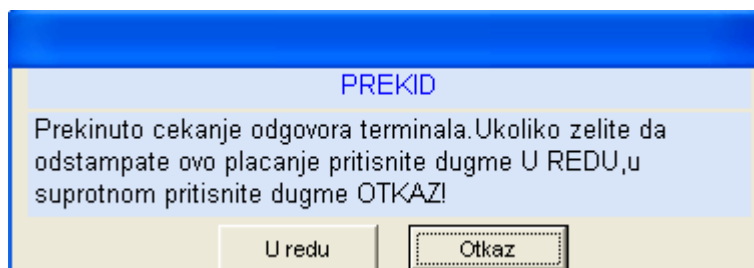 PREKID
Prekinuto cekanje odgovora terminala.Ukoliko zelite da
odstampate ovo placanje pritisnite dugme U REDU,u
suprotnom pritisnite dugme OTKAZ!
U redu Otkaz